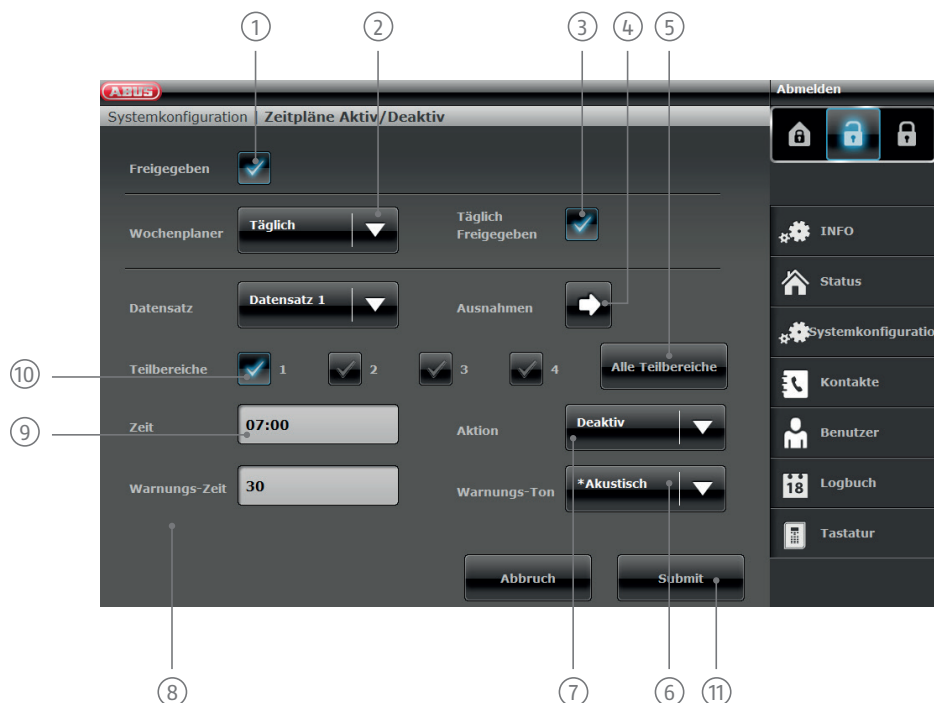 1 2 3 4 5
ABUS
Abmelden
Systemkonfiguration | Zeitpläne Aktiv/Deaktiv
Freigegeben
Wochenplaner Täglich Täglich Freigegeben
INFO
Status
Datensatz Datensatz 1 Ausnahmen
Systemkonfiguratio
10 Teilbereiche 1 2 3 4 Alle Teilbereiche
Kontakte
9 Zeit 07:00 Aktion Deaktiv
Benutzer
Warnungs-Zeit 30 Warnungs-Ton *Akustisch
18 Logbuch
Tastatur
Abbruch Submit
8 7 6 11